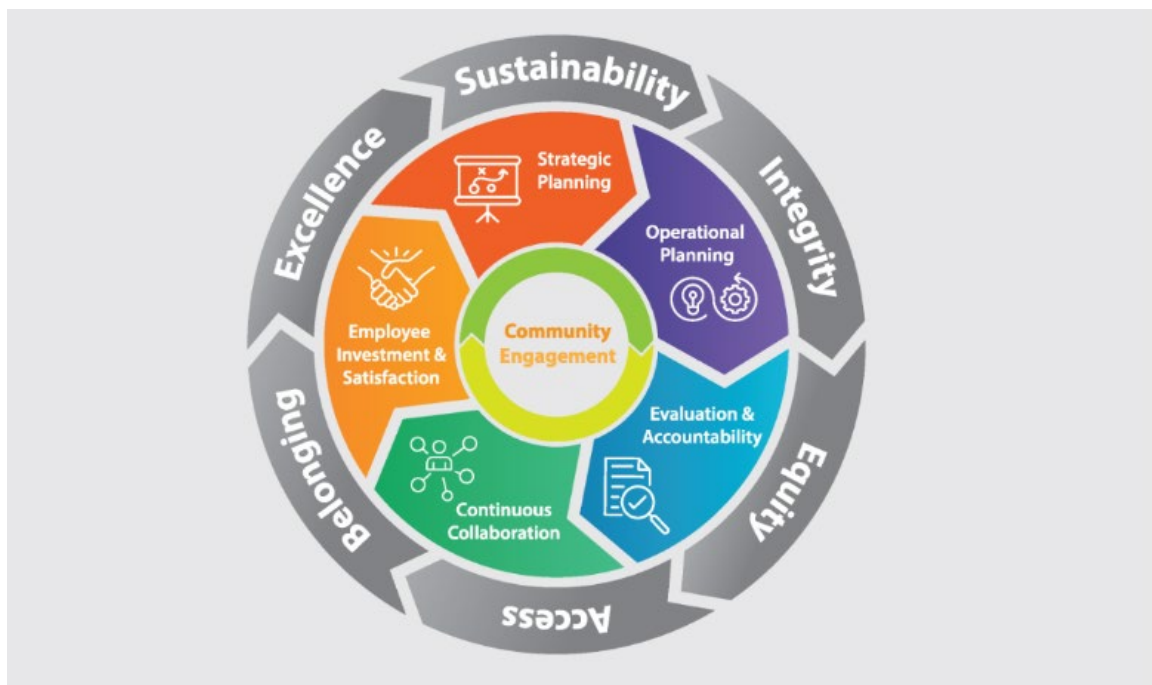 Sustainability
Integrity
Equity
Access
Belonging
Excellence
Strategic
Planning
Operational
Planning
Evaluation &
Accountability
Continuous
Collaboration
Employee
Investment &
Satisfaction
Community
Engagement